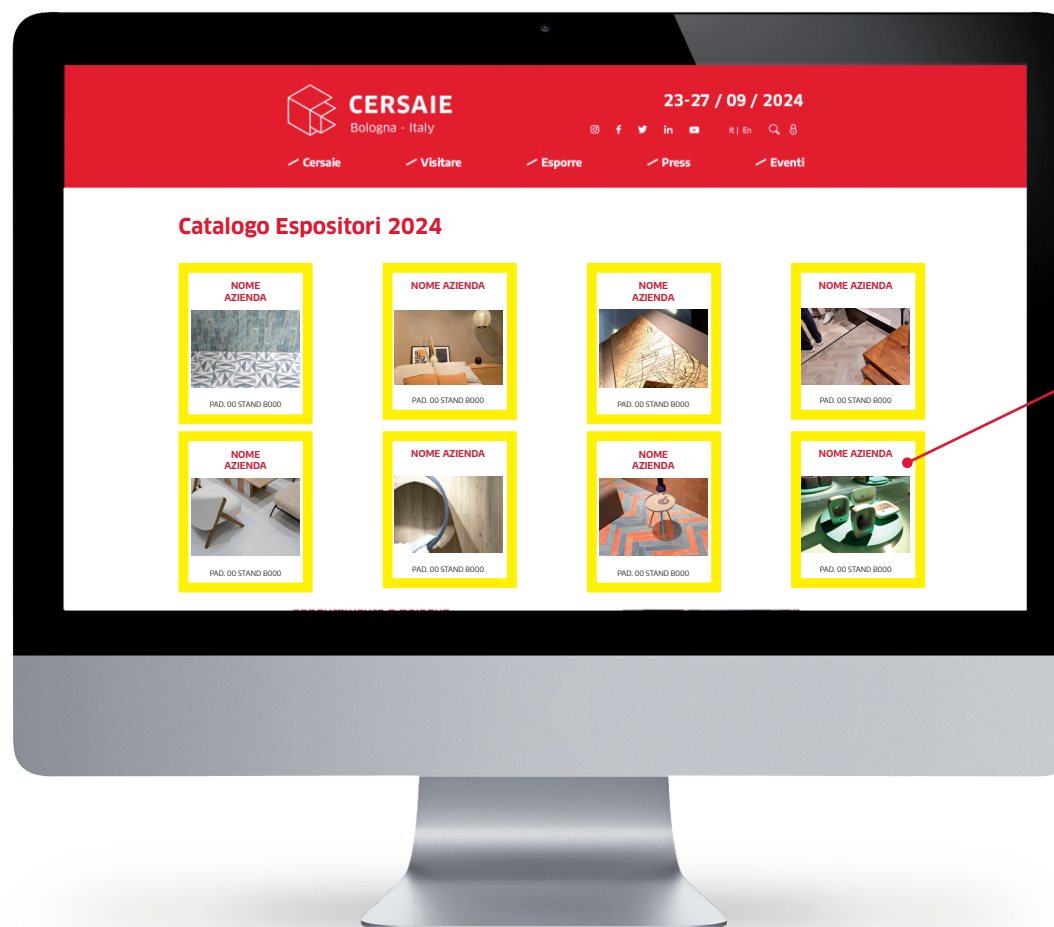 CERSAIE
Bologna - Italy
23-27 / 09 / 2024
It | En
Cersaie
Visitare
Esporre
Press
Eventi
Catalogo Espositori 2024
NOME
AZIENDA
PAD. 00 STAND B000
NOME AZIENDA
PAD. 00 STAND B000
NOME
AZIENDA
PAD. 00 STAND B000
NOME AZIENDA
PAD. 00 STAND B000
NOME
AZIENDA
PAD. 00 STAND B000
NOME AZIENDA
PAD. 00 STAND B000
NOME
AZIENDA
PAD. 00 STAND B000
NOME AZIENDA
PAD. 00 STAND B000